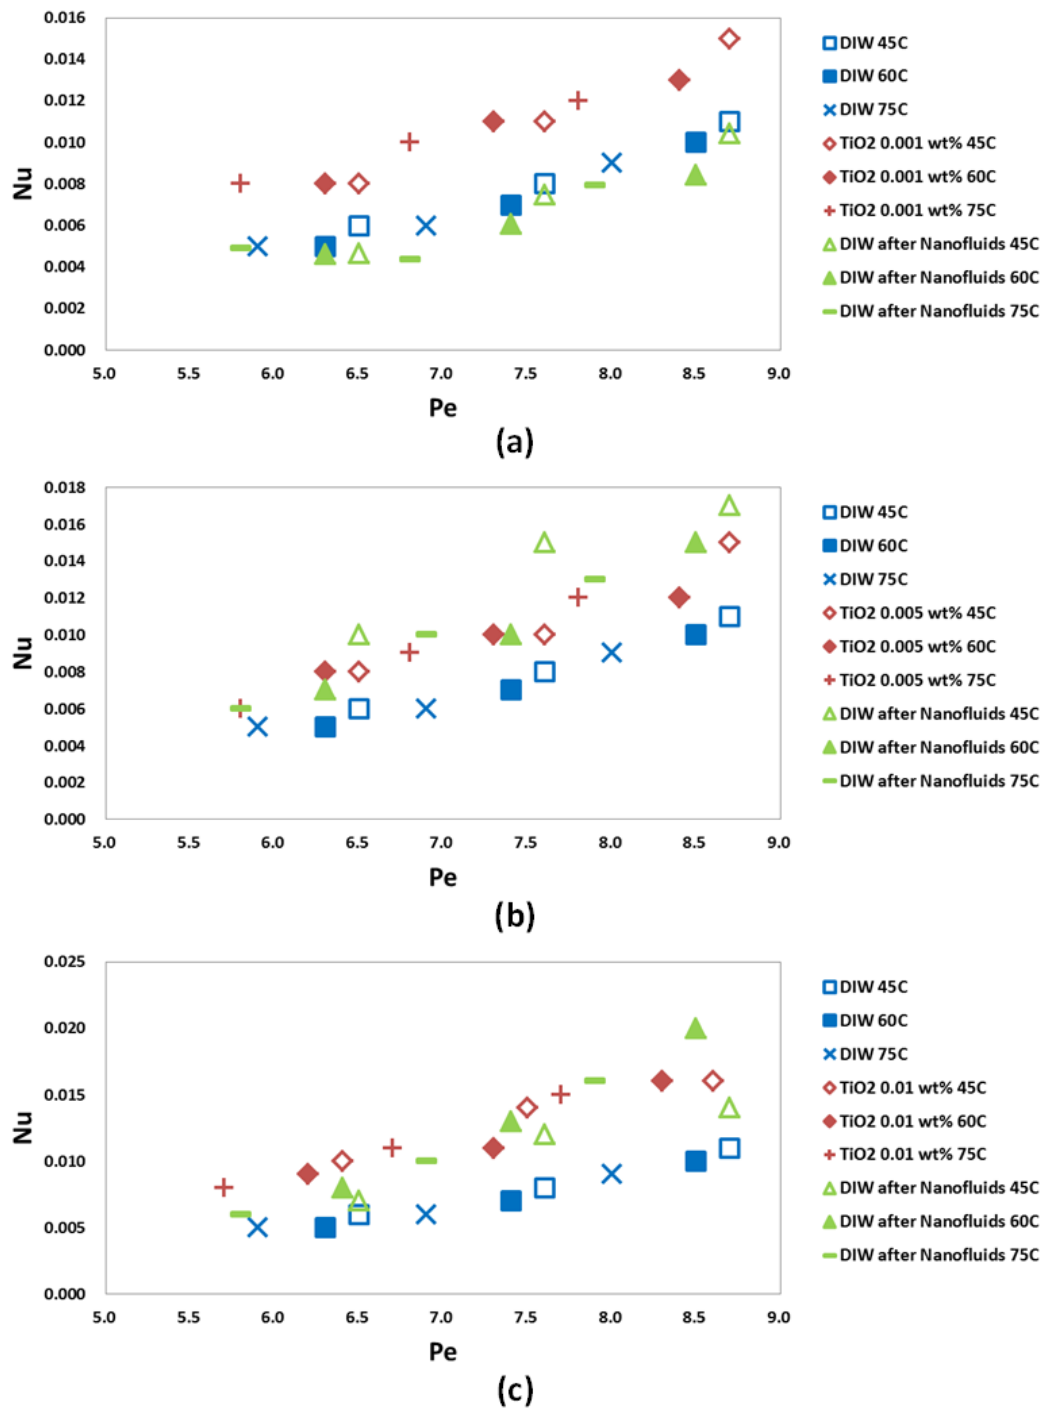 0.016
0.014
0.012
0.010
0.008
0.006
0.004
0.002
0.000
Nu
5.0 5.5 6.0 6.5 7.0 7.5 8.0 8.5 9.0
Pe
DIW 45C
DIW 60C
DIW 75C
TiO2 0.001 wt% 45C
TiO2 0.001 wt% 60C
TiO2 0.001 wt% 75C
DIW after Nanofluids 45C
DIW after Nanofluids 60C
DIW after Nanofluids 75C
(a)
0.018
0.016
0.014
0.012
0.010
0.008
0.006
0.004
0.002
0.000
Nu
5.0 5.5 6.0 6.5 7.0 7.5 8.0 8.5 9.0
Pe
DIW 45C
DIW 60C
DIW 75C
TiO2 0.005 wt% 45C
TiO2 0.005 wt% 60C
TiO2 0.005 wt% 75C
DIW after Nanofluids 45C
DIW after Nanofluids 60C
DIW after Nanofluids 75C
(b)
0.025
0.020
0.015
0.010
0.005
0.000
Nu
5.0 5.5 6.0 6.5 7.0 7.5 8.0 8.5 9.0
Pe
DIW 45C
DIW 60C
DIW 75C
TiO2 0.01 wt% 45C
TiO2 0.01 wt% 60C
TiO2 0.01 wt% 75C
DIW after Nanofluids 45C
DIW after Nanofluids 60C
DIW after Nanofluids 75C
(c)